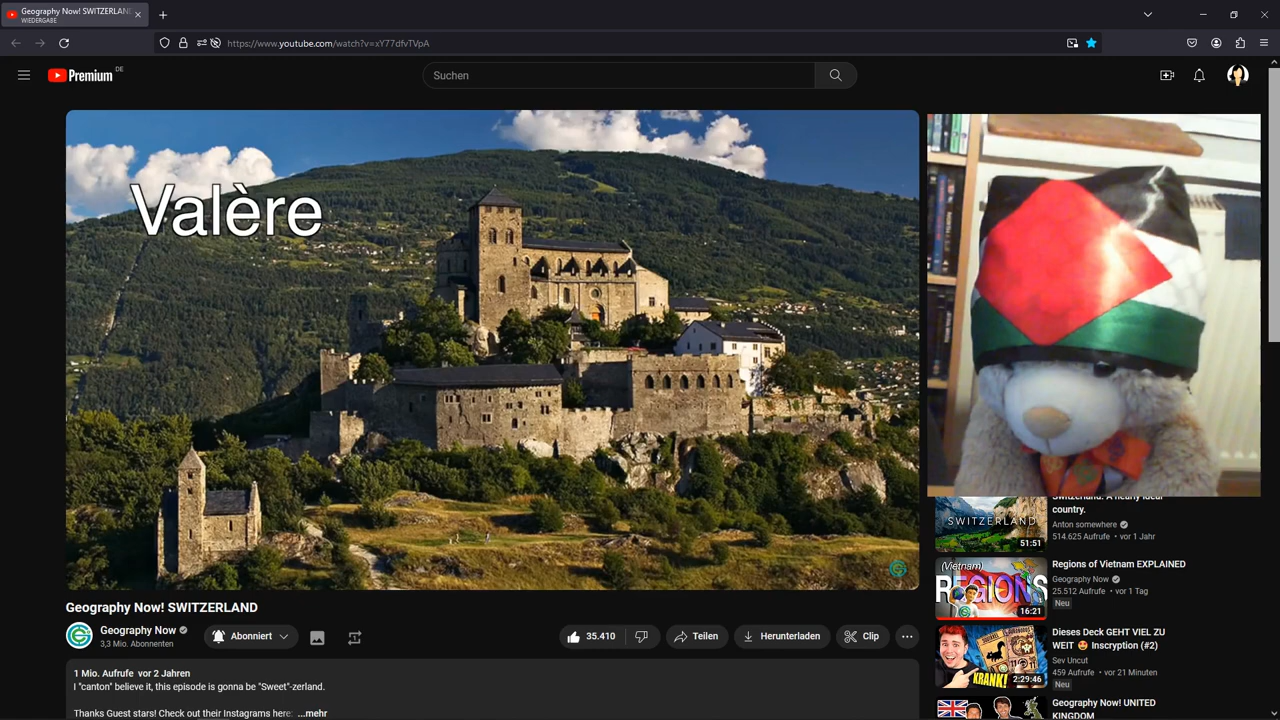 Geography Now! SWITZERLAND
WIEDERGABE
https://www.youtube.com/watch?v=xY77dfvTVpA
Premium DE
Suchen
Valère
Geography Now! SWITZERLAND
Geography Now
3,3 Mio. Abonnenten
Abonniert
35.410
Teilen
Herunterladen
Clip
1 Mio. Aufrufe vor 2 Jahren
I "canton" believe it, this episode is gonna be "Sweet"-zerland.
Thanks Guest stars! Check out their Instagrams here: ...mehr
SWITZERLAND
51:51
Switzerland: A nearly ideal
country.
Anton somewhere
514.625 Aufrufe • vor 1 Jahr
(Vietnam)
REGIONS
16:21
Regions of Vietnam EXPLAINED
Geography Now
25.512 Aufrufe • vor 1 Tag
Neu
KRANK!
2:29:46
Dieses Deck GEHT VIEL ZU
WEIT 🤩 Inscryption (#2)
Sev Uncut
459 Aufrufe • vor 21 Minuten
Neu
Geography Now! UNITED
KINGDOM